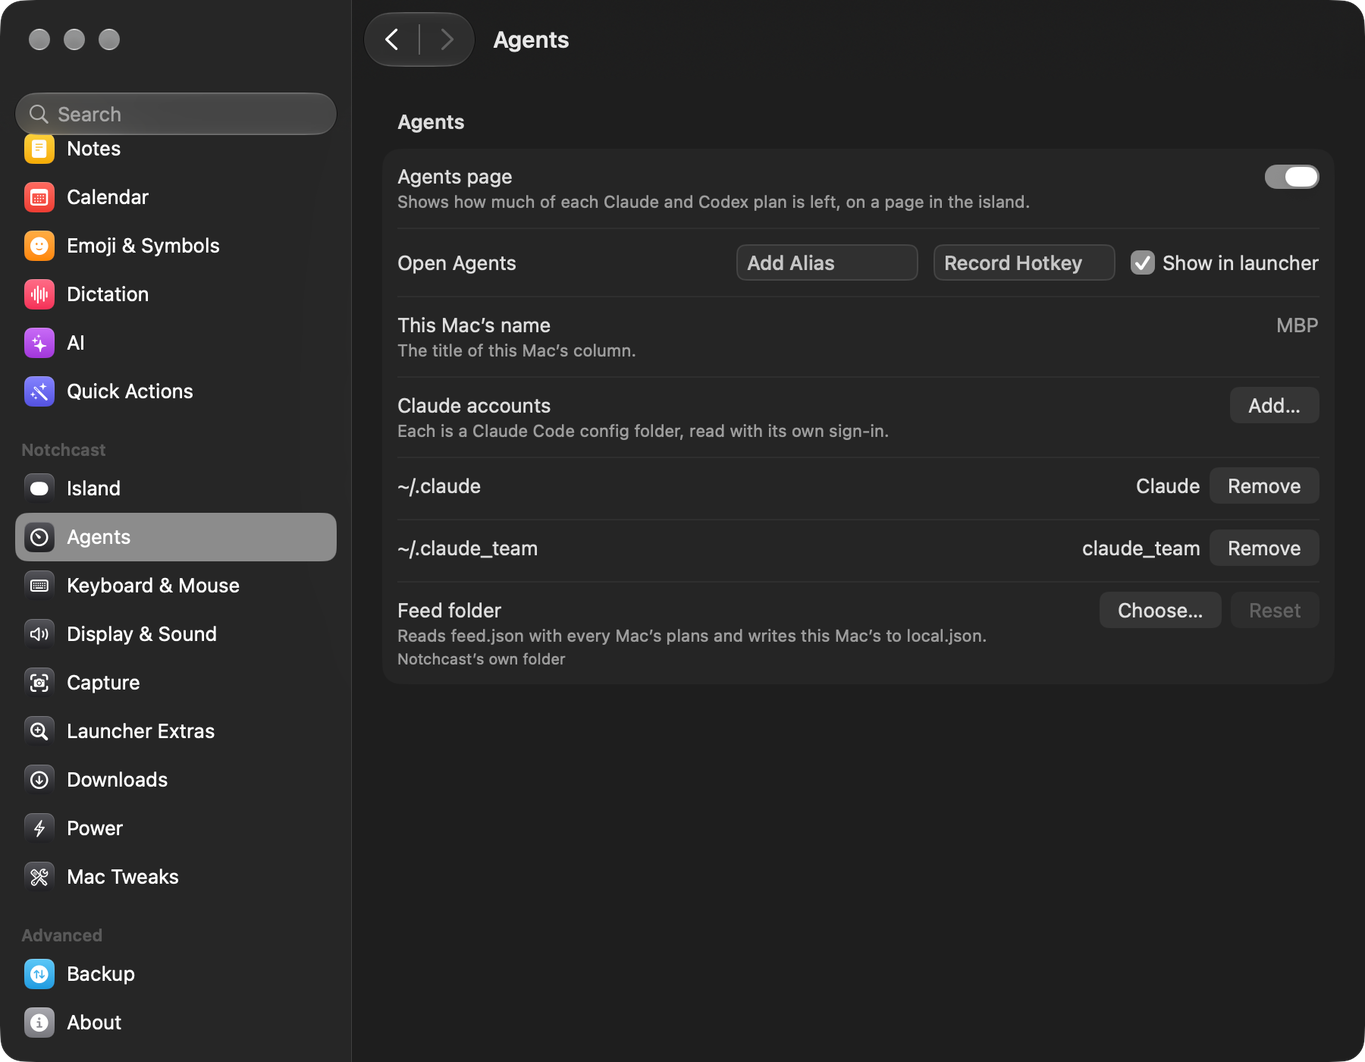 Search
Notes
Calendar
Emoji & Symbols
Dictation
AI
Quick Actions
Notchcast
Island
Agents
Keyboard & Mouse
Display & Sound
Capture
Launcher Extras
Downloads
Power
Mac Tweaks
Advanced
Backup
About
Agents
Agents
Agents page
Shows how much of each Claude and Codex plan is left, on a page in the island.
Open Agents Add Alias Record Hotkey Show in launcher
This Mac’s name MBP
The title of this Mac’s column.
Claude accounts Add...
Each is a Claude Code config folder, read with its own sign-in.
~/.claude Claude Remove
~/.claude_team claude_team Remove
Feed folder Choose... Reset
Reads feed.json with every Mac’s plans and writes this Mac’s to local.json.
Notchcast’s own folder